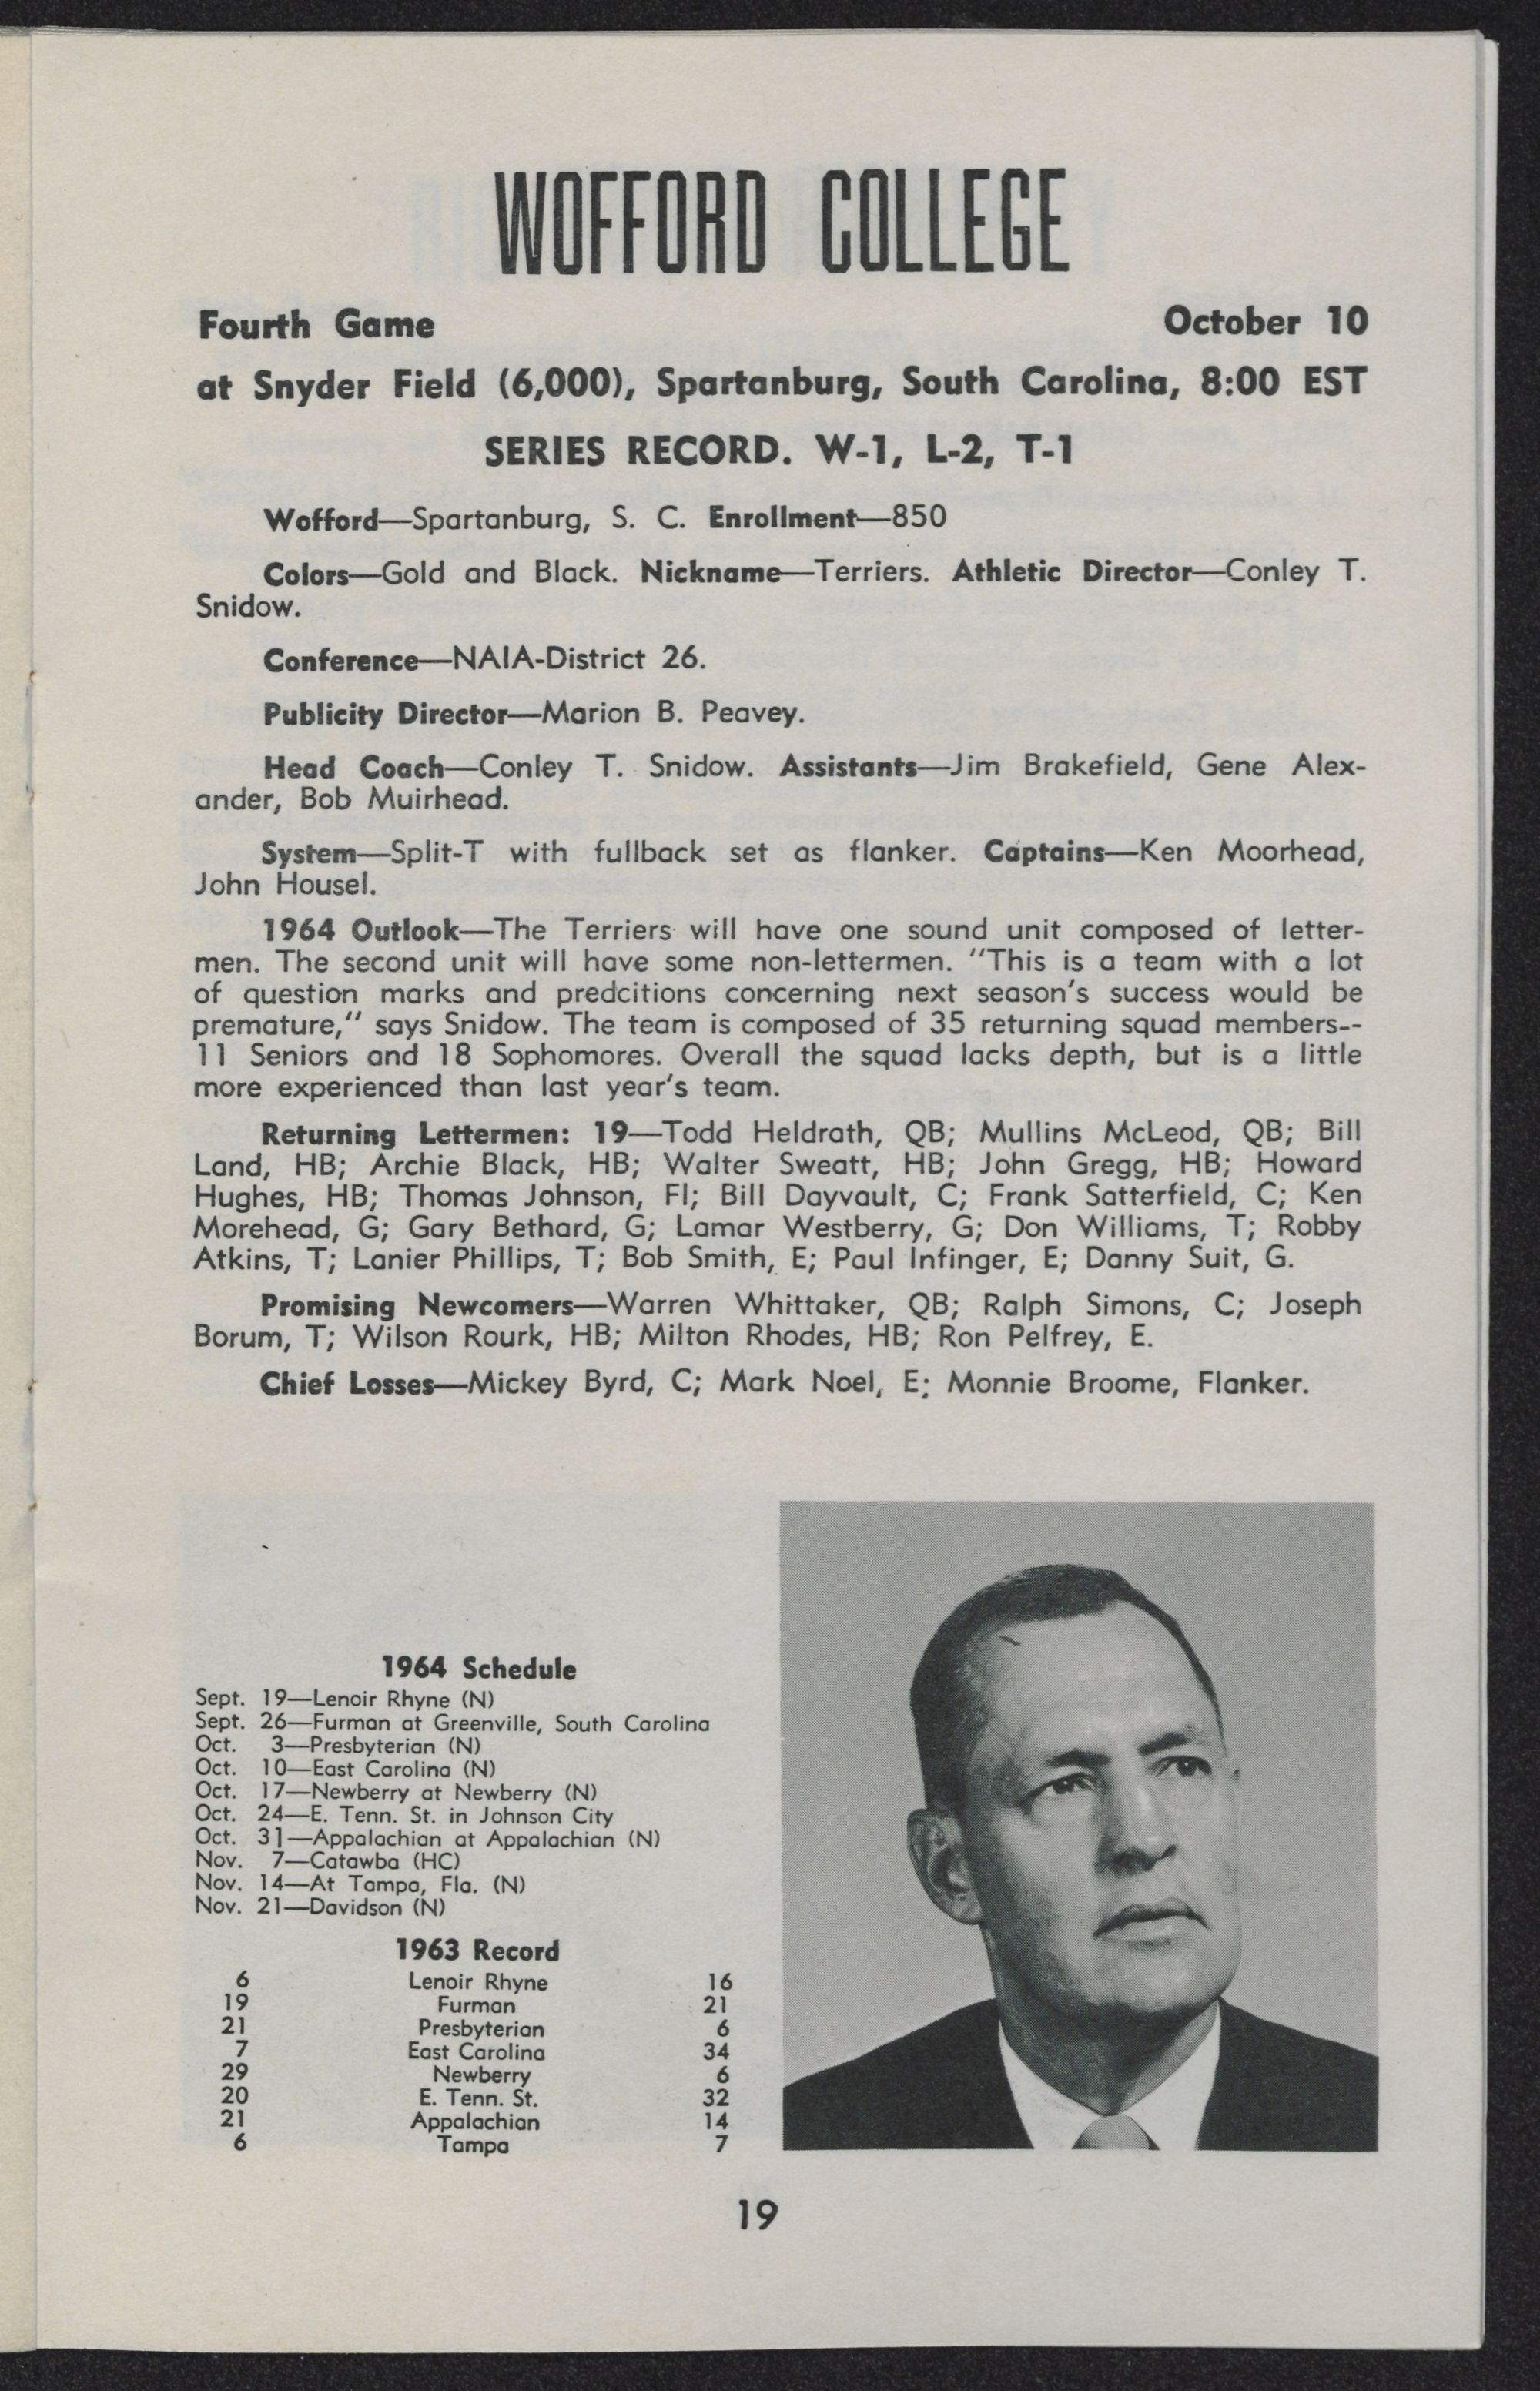 WOFFORD COLLEGE
Fourth Game October 10
at Snyder Field (6,000), Spartanburg, South Carolina, 8:00 EST
SERIES RECORD. W-1, L-2, T-1
Wofford—Spartanburg, S. C. Enrollment—850
Colors—Gold and Black. Nickname—Terriers. Athletic Director—Conley T.
Snidow.
Conference—NAIA-District 26.
Publicity Director—Marion B. Peavey.
Head Coach—Conley T. Snidow. Assistants—Jim Brakefield, Gene Alex-
ander, Bob Muirhead.
System—Split-T with fullback set as flanker. Captains—Ken Moorhead,
John Housel.
1964 Outlook—The Terriers will have one sound unit composed of letter-
men. The second unit will have some non-lettermen. "This is a team with a lot
of question marks and predcitions concerning next season's success would be
premature," says Snidow. The team is composed of 35 returning squad members--
11 Seniors and 18 Sophomores. Overall the squad lacks depth, but is a little
more experienced than last year's team.
Returning Lettermen: 19—Todd Heldrath, QB; Mullins McLeod, QB; Bill
Land, HB; Archie Black, HB; Walter Sweatt, HB; John Gregg, HB; Howard
Hughes, HB; Thomas Johnson, Fl; Bill Dayvault, C; Frank Satterfield, C; Ken
Morehead, G; Gary Bethard, G; Lamar Westberry, G; Don Williams, T; Robby
Atkins, T; Lanier Phillips, T; Bob Smith, E; Paul Infinger, E; Danny Suit, G.
Promising Newcomers—Warren Whittaker, QB; Ralph Simons, C; Joseph
Borum, T; Wilson Rourk, HB; Milton Rhodes, HB; Ron Pelfrey, E.
Chief Losses—Mickey Byrd, C; Mark Noel, E; Monnie Broome, Flanker.
1964 Schedule
Sept. 19—Lenoir Rhyne (N)
Sept. 26—Furman at Greenville, South Carolina
Oct. 3—Presbyterian (N)
Oct. 10—East Carolina (N)
Oct. 17—Newberry at Newberry (N)
Oct. 24—E. Tenn. St. in Johnson City
Oct. 31—Appalachian at Appalachian (N)
Nov. 7—Catawba (HC)
Nov. 14—At Tampa, Fla. (N)
Nov. 21—Davidson (N)
1963 Record
6 Lenoir Rhyne 16
19 Furman 21
21 Presbyterian 6
7 East Carolina 34
29 Newberry 6
20 E. Tenn. St. 32
21 Appalachian 14
6 Tampa 7
19